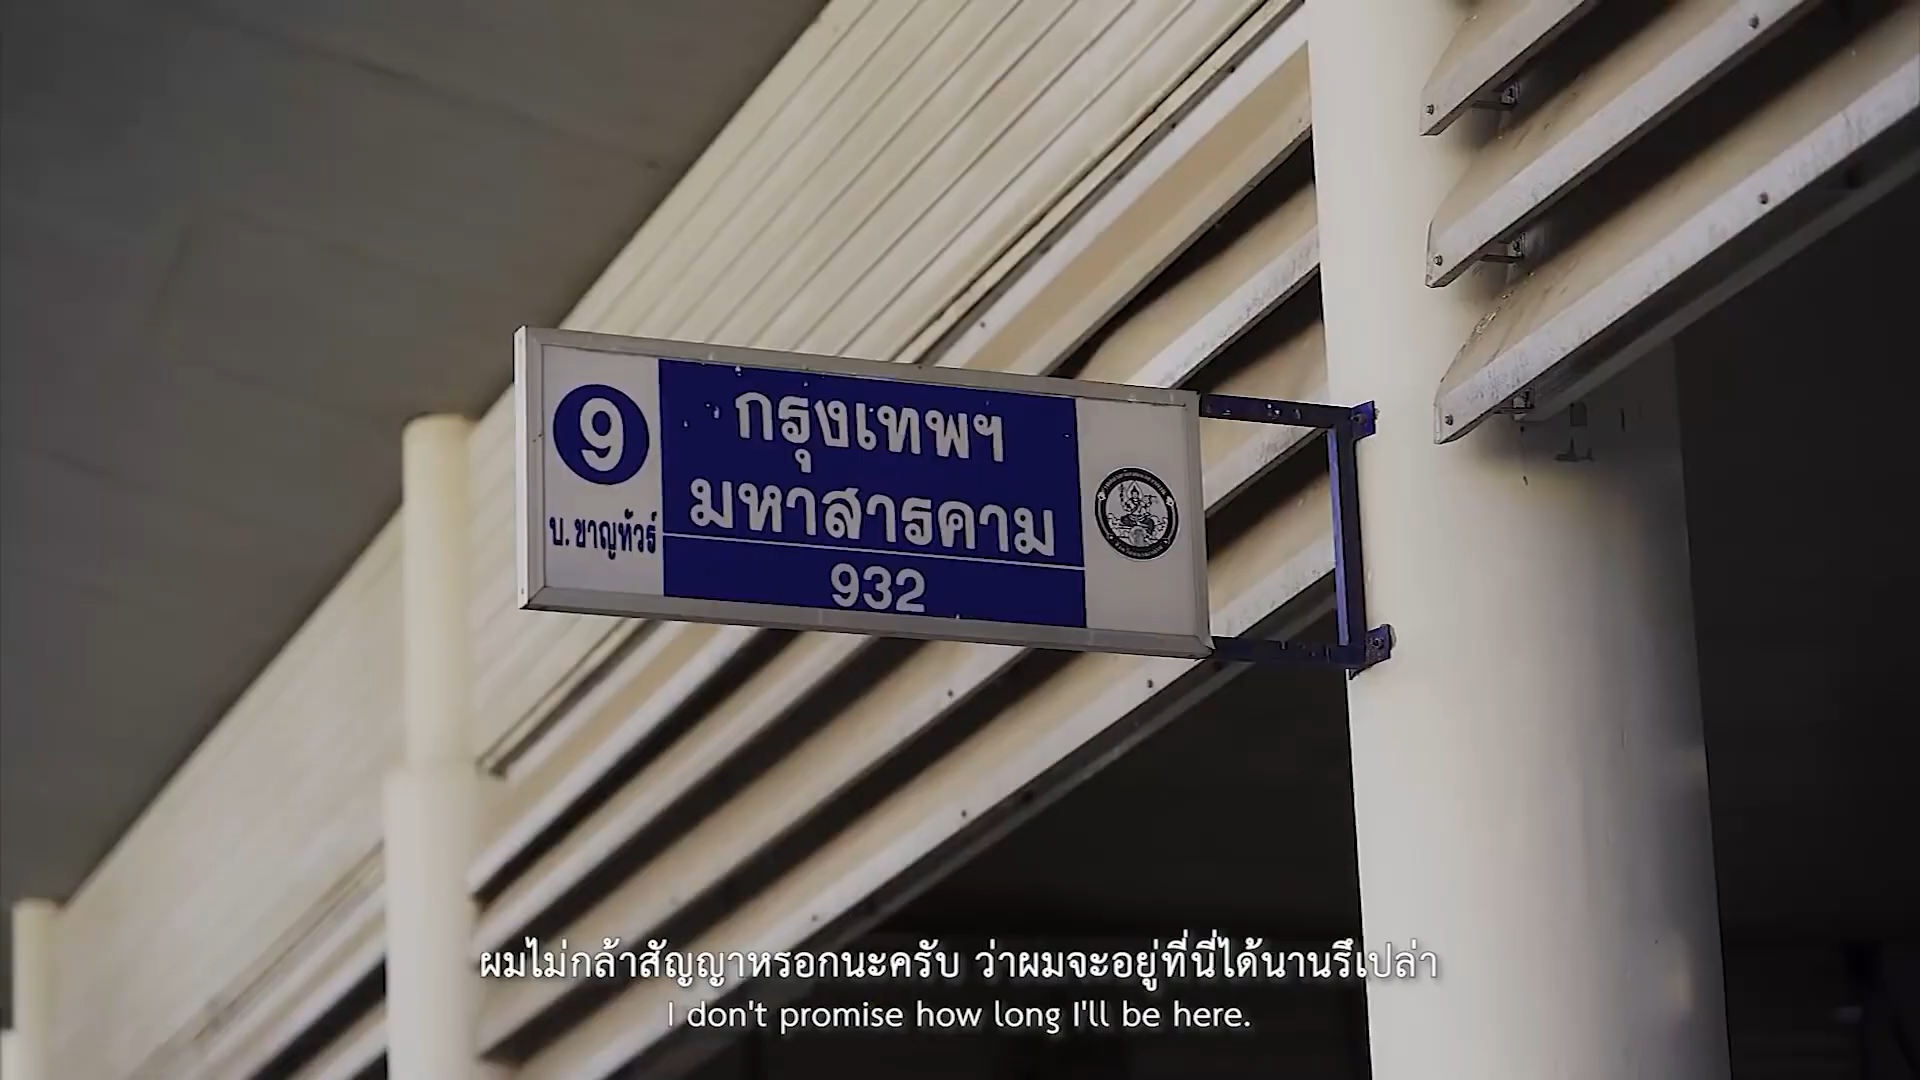 9
บ. ขาญทัวร์
กรุงเทพฯ
มหาสารคาม
932
ผมไม่กล้าสัญญาหรอกนะครับ ว่าผมจะอยู่ที่นี่ได้นานรึเปล่า
I don't promise how long I'll be here.